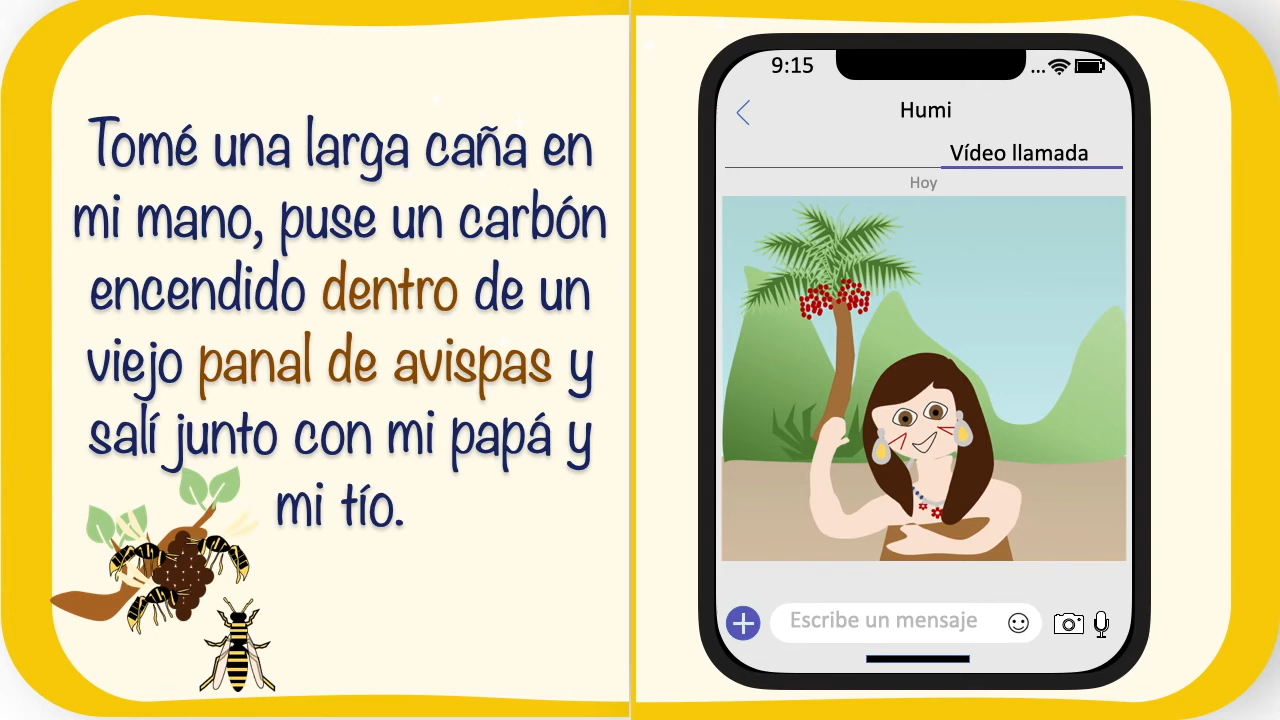 Tomé una larga caña en
mi mano, puse un carbón
encendido dentro de un
viejo panal de avispas y
salí junto con mi papá y
mi tío.
9:15
...
Humi
Vídeo llamada
Hoy
Escribe un mensaje